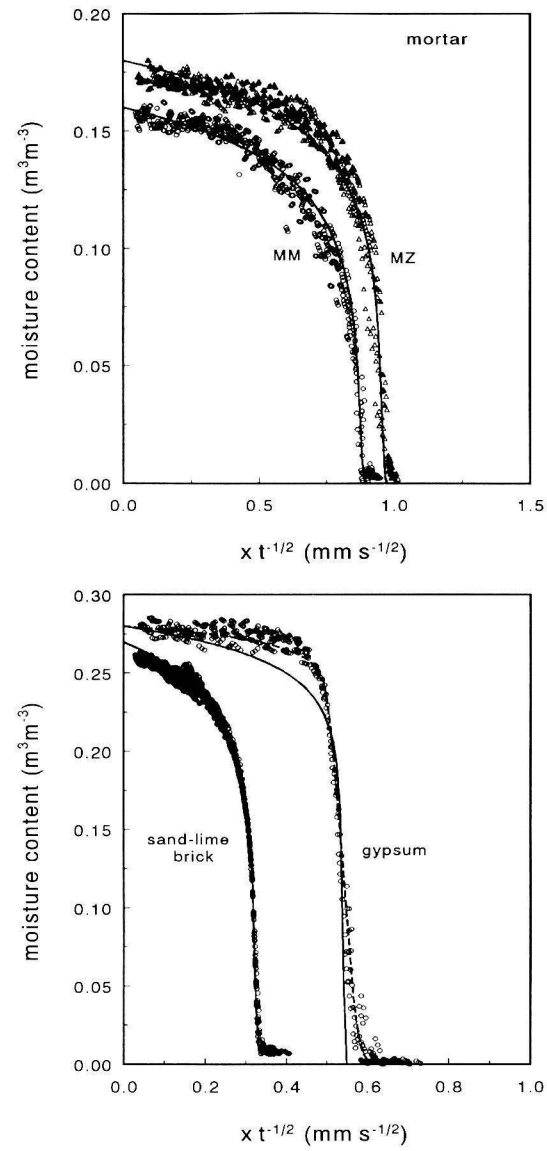 0.20
mortar
0.15
0.10
MM
MZ
0.05
0.00
0.0
0.5
1.0
1.5
moisture content (m³m⁻³)
x t⁻¹/² (mm s⁻¹/²)
0.30
0.25
0.20
0.15
sand-lime
brick
gypsum
0.10
0.05
0.00
0.0
0.2
0.4
0.6
0.8
1.0
moisture content (m³m⁻³)
x t⁻¹/² (mm s⁻¹/²)